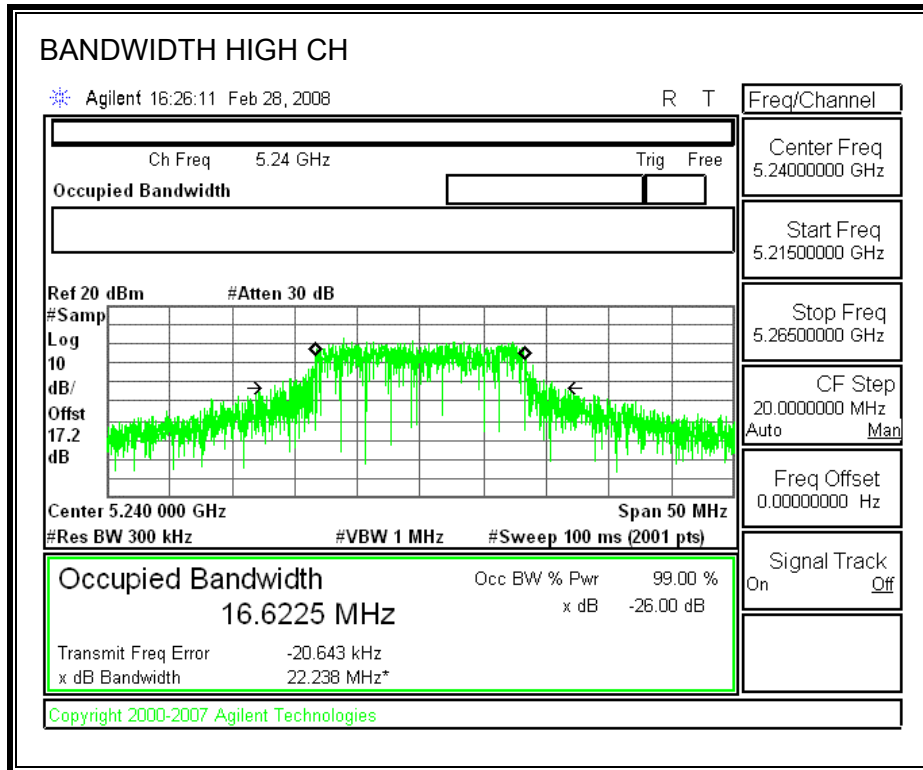 BANDWIDTH HIGH CH
Agilent 16:26:11 Feb 28, 2008 R T
Ch Freq 5.24 GHz Trig Free
Occupied Bandwidth
Ref 20 dBm #Atten 30 dB
#Samp
Log
10
dB/
Offst
17.2
dB
Center 5.240 000 GHz Span 50 MHz
#Res BW 300 kHz #VBW 1 MHz #Sweep 100 ms (2001 pts)
Occupied Bandwidth
16.6225 MHz
Occ BW % Pwr 99.00 %
x dB -26.00 dB
Transmit Freq Error -20.643 kHz
x dB Bandwidth 22.238 MHz*
Copyright 2000-2007 Agilent Technologies
Freq/Channel
Center Freq
5.24000000 GHz
Start Freq
5.21500000 GHz
Stop Freq
5.26500000 GHz
CF Step
20.0000000 MHz
Auto Man
Freq Offset
0.00000000 Hz
Signal Track
On Off